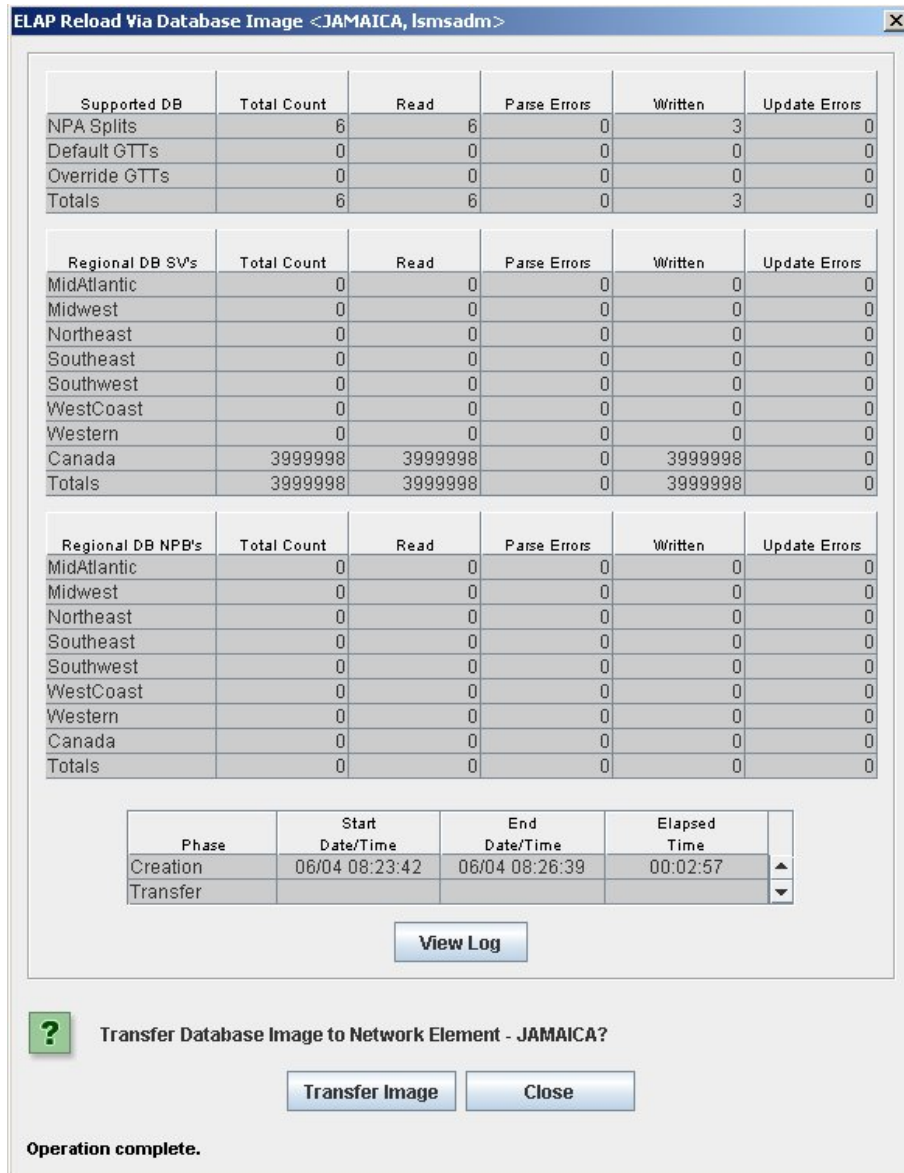 ELAP Reload Via Database Image <JAMAICA, lsmsadm>
Supported DB Total Count Read Parse Errors Written Update Errors
NPA Splits 6 6 0 3 0
Default GTTs 0 0 0 0 0
Override GTTs 0 0 0 0 0
Totals 6 6 0 3 0
Regional DB SV's Total Count Read Parse Errors Written Update Errors
MidAtlantic 0 0 0 0 0
Midwest 0 0 0 0 0
Northeast 0 0 0 0 0
Southeast 0 0 0 0 0
Southwest 0 0 0 0 0
WestCoast 0 0 0 0 0
Western 0 0 0 0 0
Canada 3999998 3999998 0 3999998 0
Totals 3999998 3999998 0 3999998 0
Regional DB NPB's Total Count Read Parse Errors Written Update Errors
MidAtlantic 0 0 0 0 0
Midwest 0 0 0 0 0
Northeast 0 0 0 0 0
Southeast 0 0 0 0 0
Southwest 0 0 0 0 0
WestCoast 0 0 0 0 0
Western 0 0 0 0 0
Canada 0 0 0 0 0
Totals 0 0 0 0 0
Start End Elapsed
Phase Date/Time Date/Time Time
Creation 06/04 08:23:42 06/04 08:26:39 00:02:57
Transfer
View Log
? Transfer Database Image to Network Element - JAMAICA?
Transfer Image Close
Operation complete.